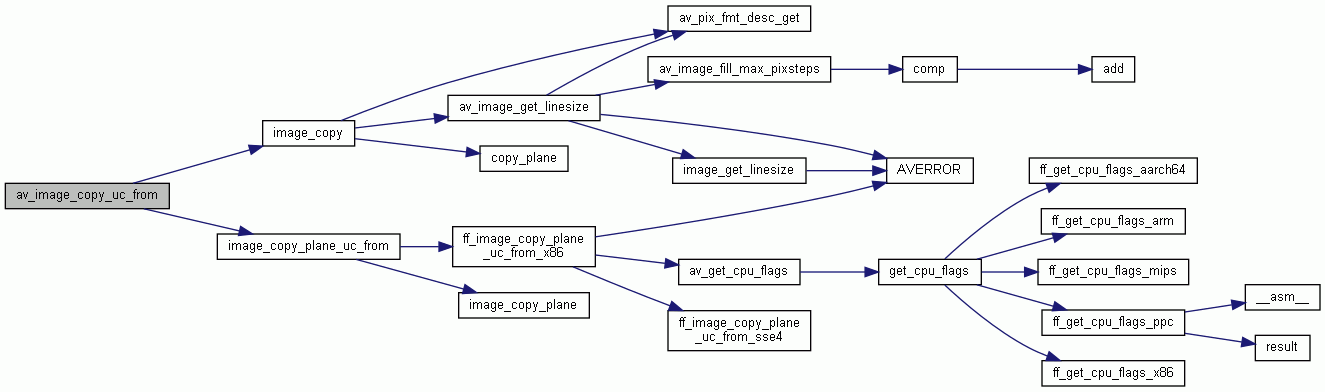 av_pix_fmt_desc_get
av_image_fill_max_pixsteps
comp
add
av_image_get_linesize
image_copy
copy_plane
image_get_linesize
AVERROR
ff_get_cpu_flags_aarch64
av_image_copy_uc_from
ff_get_cpu_flags_arm
image_copy_plane_uc_from
ff_image_copy_plane
_uc_from_x86
av_get_cpu_flags
get_cpu_flags
ff_get_cpu_flags_mips
image_copy_plane
__asm__
ff_image_copy_plane
_uc_from_sse4
ff_get_cpu_flags_ppc
result
ff_get_cpu_flags_x86